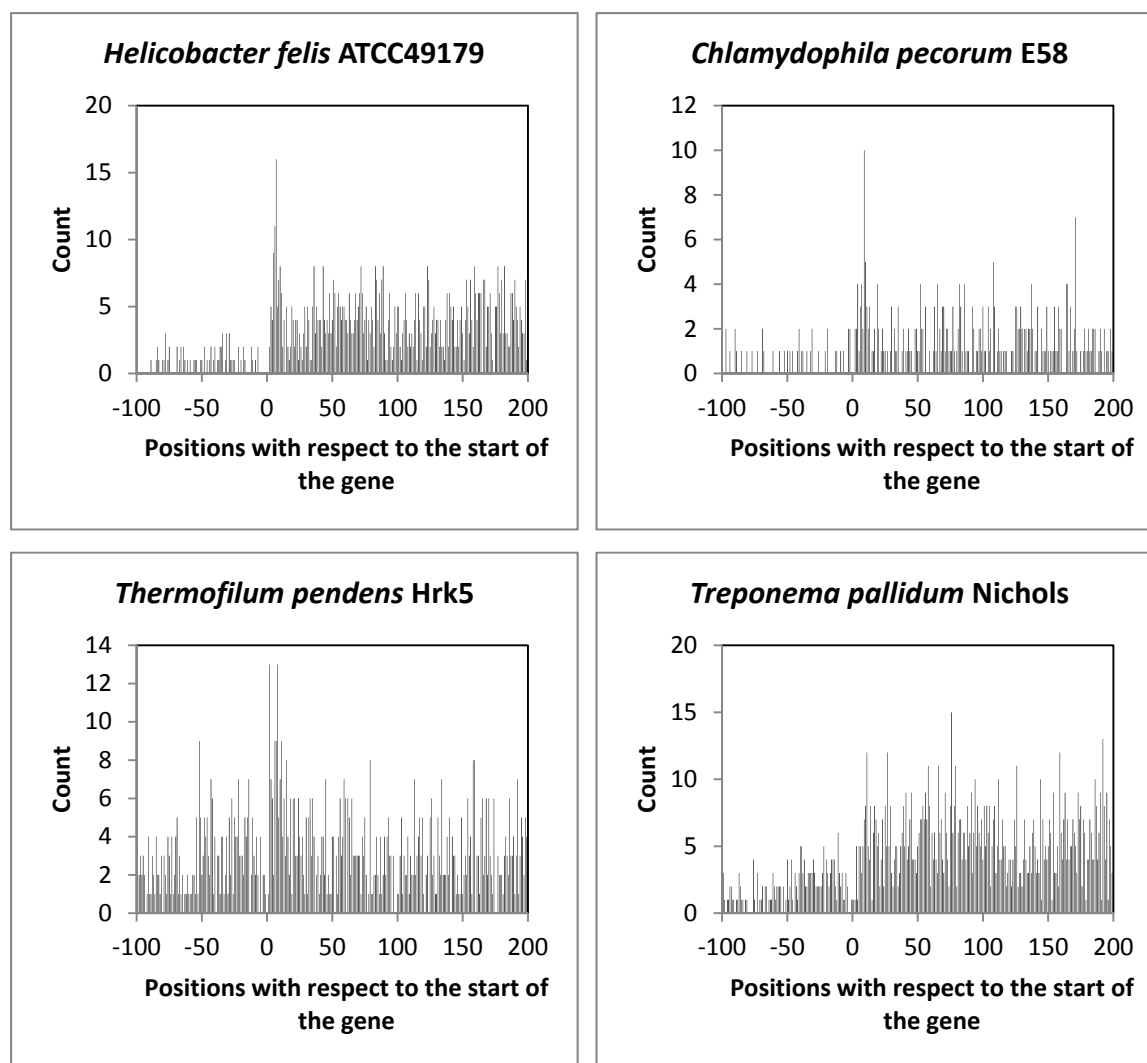 Helicobacter felis ATCC49179
20
15
10
5
0
Count
-100 -50 0 50 100 150 200
Positions with respect to the start of
the gene
Chlamydophila pecorum E58
12
10
8
6
4
2
0
Count
-100 -50 0 50 100 150 200
Positions with respect to the start of
the gene
Thermofilum pendens Hrk5
14
12
10
8
6
4
2
0
Count
-100 -50 0 50 100 150 200
Positions with respect to the start of
the gene
Treponema pallidum Nichols
20
15
10
5
0
Count
-100 -50 0 50 100 150 200
Positions with respect to the start of
the gene